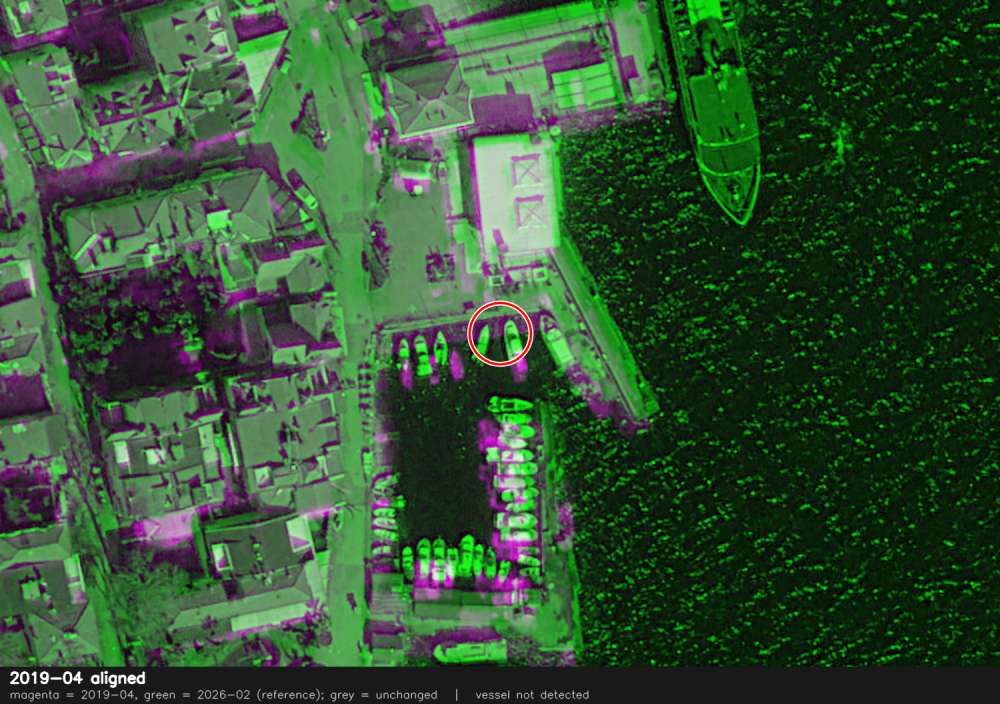 2019-04 aligned
magenta = 2019-04, green = 2026-02 (reference); grey = unchanged | vessel not detected